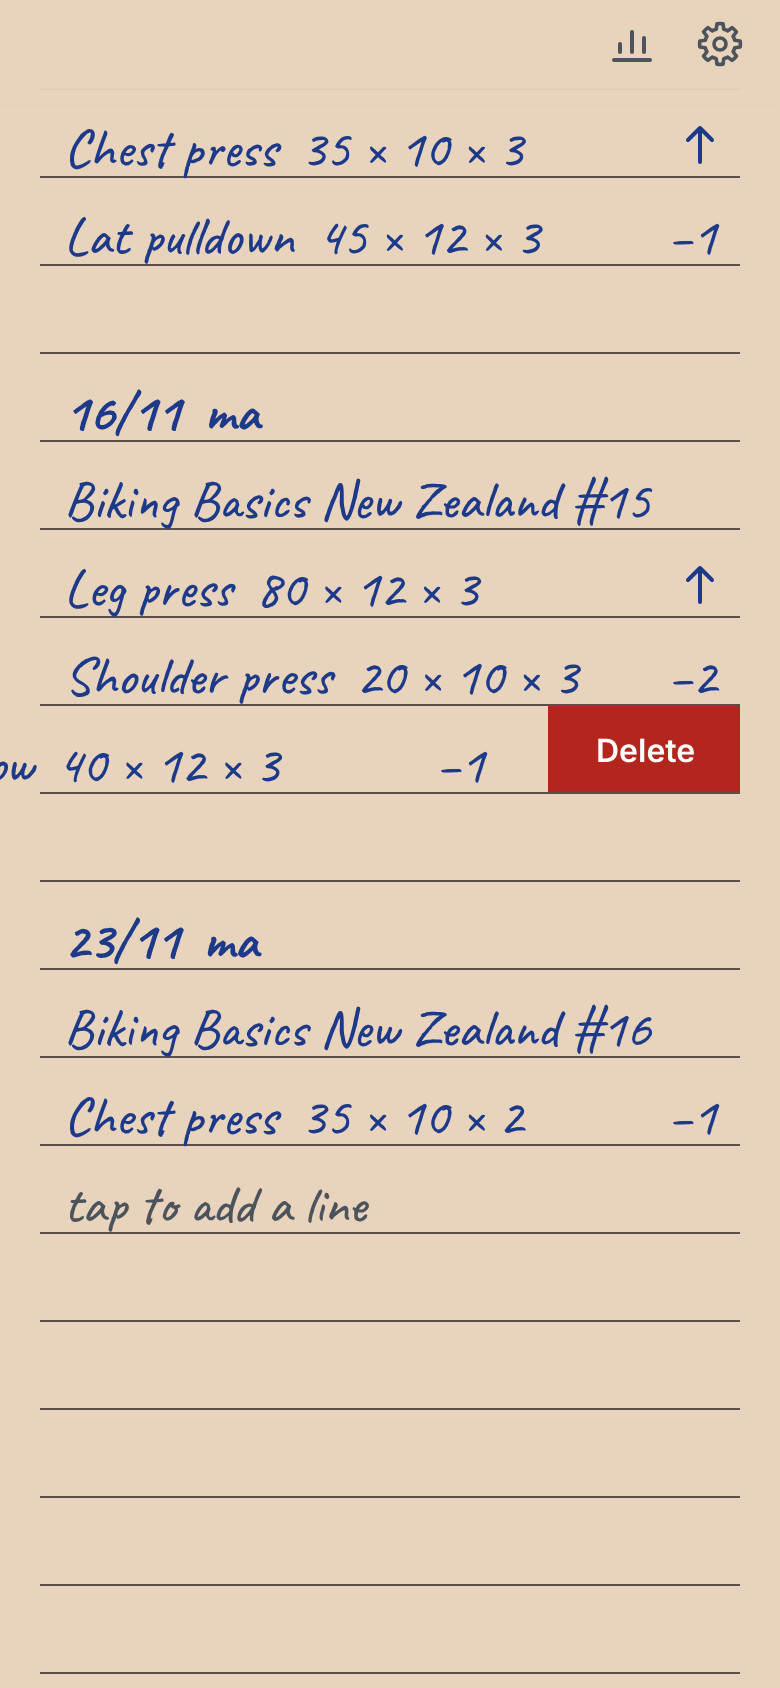 Chest press 35 × 10 × 3 ↑
Lat pulldown 45 × 12 × 3 −1
16/11 ma
Biking Basics New Zealand #15
Leg press 80 × 12 × 3 ↑
Shoulder press 20 × 10 × 3 −2
40 × 12 × 3 −1 Delete
23/11 ma
Biking Basics New Zealand #16
Chest press 35 × 10 × 2 −1
tap to add a line